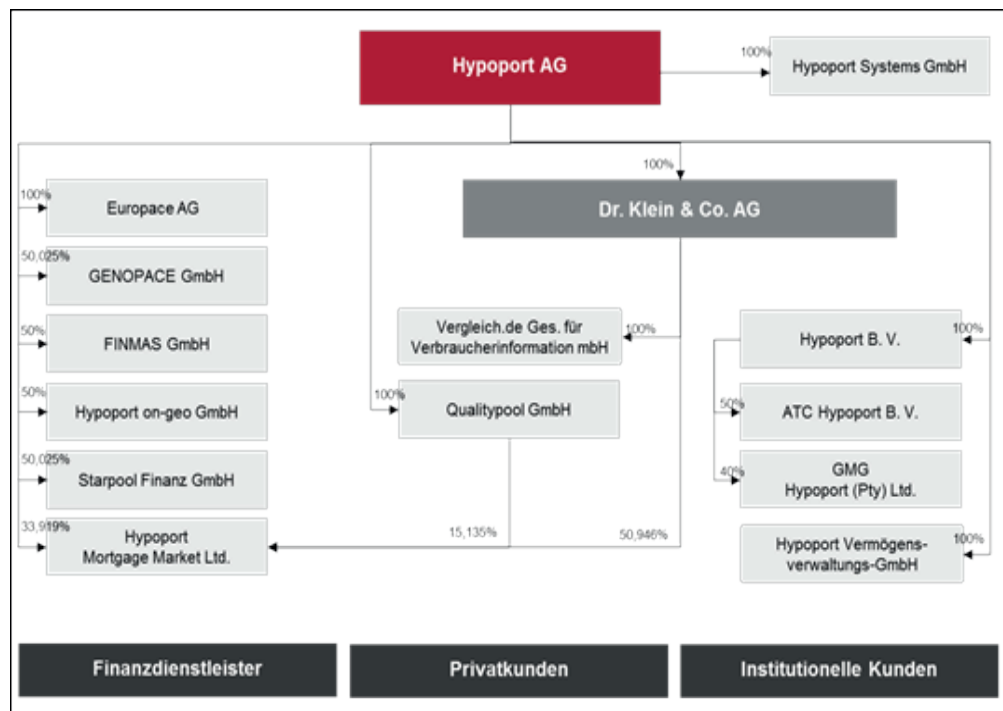 Hypoport AG
100%
Hypoport Systems GmbH
100%
Dr. Klein & Co. AG
100%
Europace AG
50,025%
GENOPACE GmbH
50%
FINMAS GmbH
50%
Hypoport on-geo GmbH
50,025%
Starpool Finanz GmbH
33,919%
Hypoport
Mortgage Market Ltd.
Vergleich.de Ges. für
Verbraucherinformation mbH
100%
100%
Qualitypool GmbH
15,135%
50,946%
Hypoport B. V.
100%
50%
ATC Hypoport B. V.
40%
GMG
Hypoport (Pty) Ltd.
Hypoport Vermögens-
verwaltungs-GmbH
100%
Finanzdienstleister
Privatkunden
Institutionelle Kunden